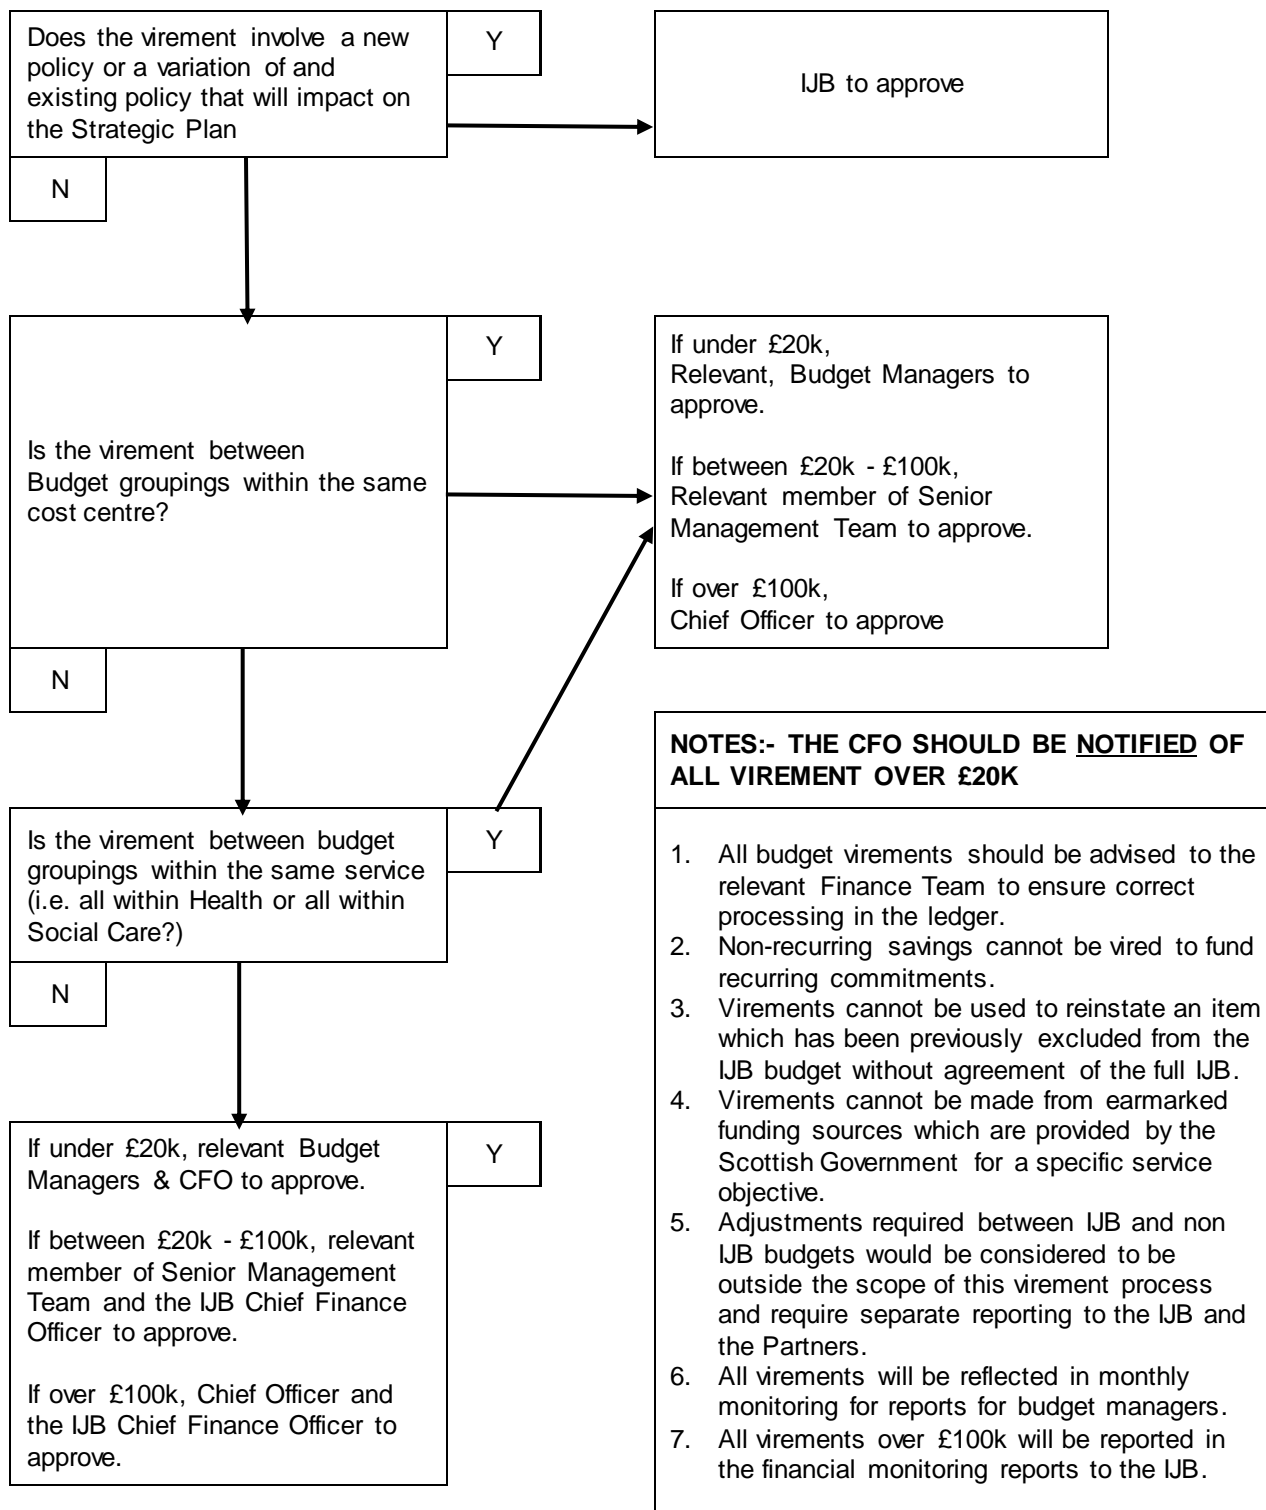 Does the virement involve a new
policy or a variation of and
existing policy that will impact on
the Strategic Plan
Y
IJB to approve
N
Is the virement between
Budget groupings within the same
cost centre?
Y
If under £20k,
Relevant, Budget Managers to
approve.
If between £20k - £100k,
Relevant member of Senior
Management Team to approve.
If over £100k,
Chief Officer to approve
N
Is the virement between budget
groupings within the same service
(i.e. all within Health or all within
Social Care?)
Y
N
If under £20k, relevant Budget
Managers & CFO to approve.
If between £20k - £100k, relevant
member of Senior Management
Team and the IJB Chief Finance
Officer to approve.
If over £100k, Chief Officer and
the IJB Chief Finance Officer to
approve.
Y
NOTES:- THE CFO SHOULD BE NOTIFIED OF
ALL VIREMENT OVER £20K
1. All budget virements should be advised to the
relevant Finance Team to ensure correct
processing in the ledger.
2. Non-recurring savings cannot be vired to fund
recurring commitments.
3. Virements cannot be used to reinstate an item
which has been previously excluded from the
IJB budget without agreement of the full IJB.
4. Virements cannot be made from earmarked
funding sources which are provided by the
Scottish Government for a specific service
objective.
5. Adjustments required between IJB and non
IJB budgets would be considered to be
outside the scope of this virement process
and require separate reporting to the IJB and
the Partners.
6. All virements will be reflected in monthly
monitoring for reports for budget managers.
7. All virements over £100k will be reported in
the financial monitoring reports to the IJB.